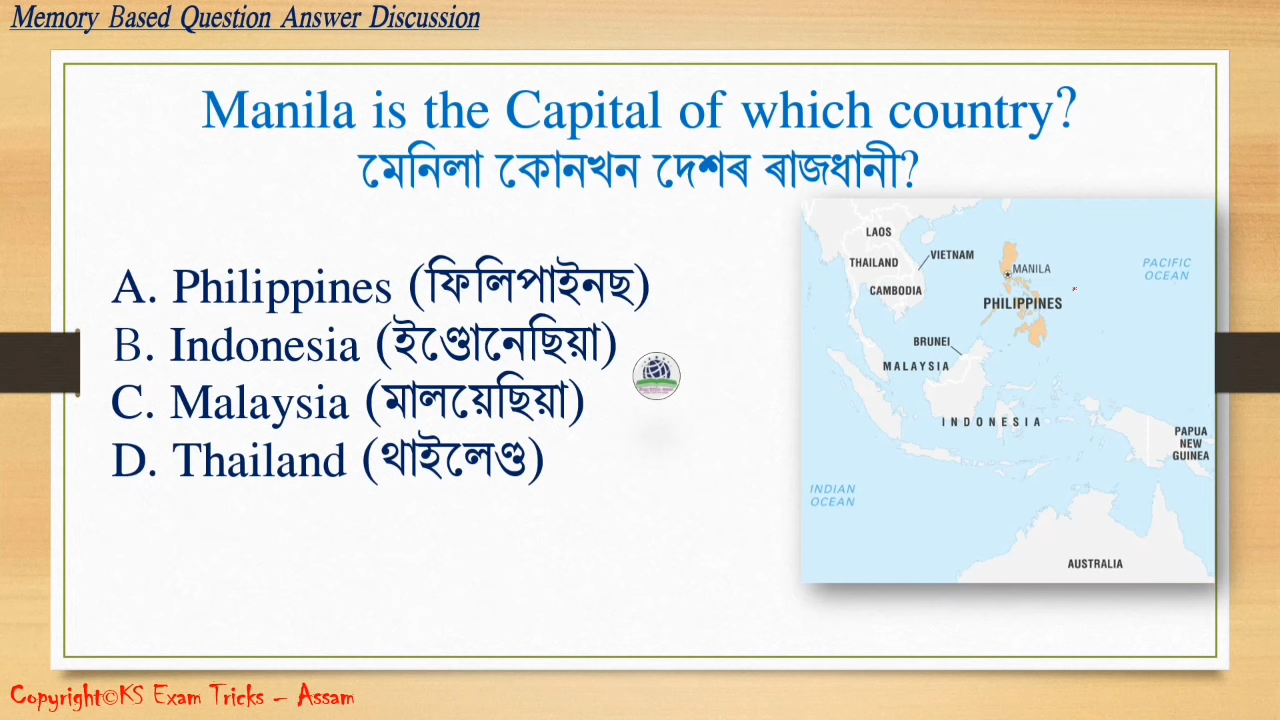 Memory Based Question Answer Discussion
Manila is the Capital of which country?
মেনিলা কোনখন দেশৰ ৰাজধানী?
A. Philippines (ফিলিপাইনছ)
B. Indonesia (ইণ্ডোনেছিয়া)
C. Malaysia (মালয়েছিয়া)
D. Thailand (থাইলেণ্ড)
LAOS
THAILAND
VIETNAM
CAMBODIA
MANILA
PHILIPPINES
PACIFIC
OCEAN
BRUNEI
MALAYSIA
INDONESIA
PAPUA
NEW
GUINEA
INDIAN
OCEAN
AUSTRALIA
Copyright©KS Exam Tricks – Assam